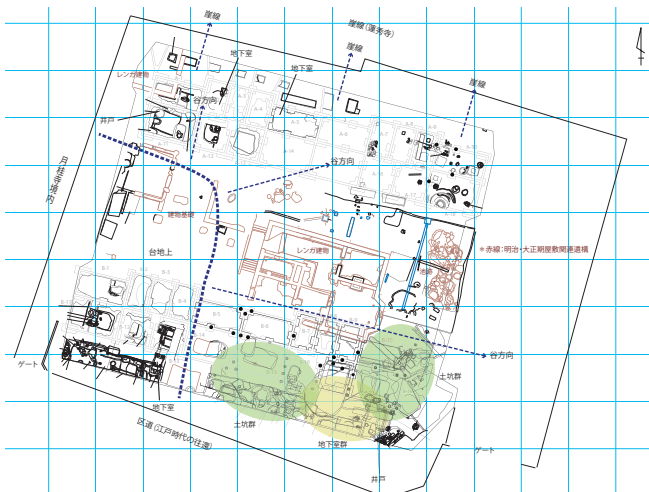 崖線
崖線（蓮秀寺）
崖線
地下室
崖線
地下室
レンガ建物
谷方向
井戸
谷方向
月桂寺境内
建物基礎
台地上
レンガ建物
＊赤線：明治・大正期屋敷関連遺構
池跡
谷方向
ゲート
土坑群
地下室
土坑群
区道（江戸時代の往還）
地下室群
ゲート
井戸